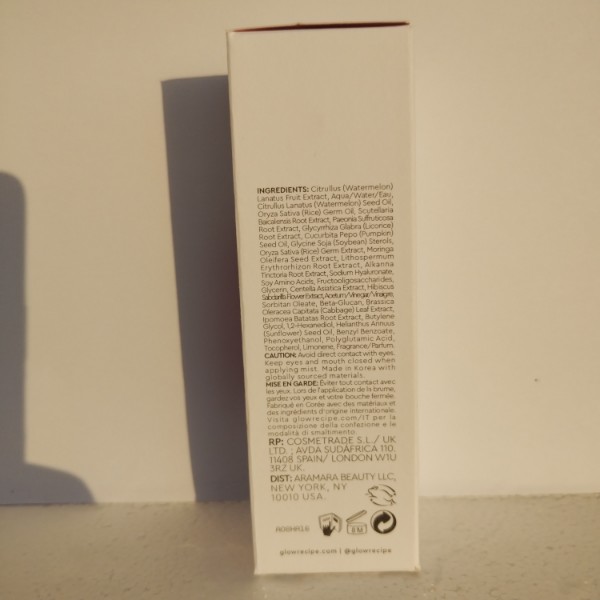 INGREDIENTS: Citrullus (Watermelon)
Lanatus Fruit Extract, Aqua/Water/Eau,
Citrullus Lanatus (Watermelon) Seed Oil,
Oryza Sativa (Rice) Germ Oil, Scutellaria
Baicalensis Root Extract, Paeonia Suffruticosa
Root Extract, Glycyrrhiza Glabra (Licorice)
Root Extract, Cucurbita Pepo (Pumpkin)
Seed Oil, Glycine Soja (Soybean) Sterols,
Oryza Sativa (Rice) Germ Extract, Moringa
Oleifera Seed Extract, Lithospermum
Erythrorhizon Root Extract, Alkanna
Tinctoria Root Extract, Sodium Hyaluronate,
Soy Amino Acids, Fructooligosaccharides,
Glycerin, Centella Asiatica Extract, Hibiscus
Sabdariffa Flower Extract, Acetum/Vinegar/Vinaigre,
Sorbitan Oleate, Beta-Glucan, Brassica
Oleracea Capitata (Cabbage) Leaf Extract,
Ipomoea Batatas Root Extract, Butylene
Glycol, 1,2-Hexanediol, Helianthus Annuus
(Sunflower) Seed Oil, Benzyl Benzoate,
Phenoxyethanol, Polyglutamic Acid,
Tocopherol, Limonene, Fragrance/Parfum.
CAUTION: Avoid direct contact with eyes.
Keep eyes and mouth closed when
applying mist. Made in Korea with
globally sourced materials.
MISE EN GARDE: Éviter tout contact avec
les yeux. Lors de l'application de la brume,
gardez vos yeux et votre bouche fermée.
Fabriqué en Corée avec des matériaux et
des ingrédients d'origine internationale.
Visita glowrecipe.com/IT per la
composizione della confezione e le
modalità di smaltimento.
RP: COSMETRADE S.L./ UK
LTD. ; AVDA SUDÁFRICA 110.
11408 SPAIN/ LONDON W1U
3RZ UK.
DIST: ARAMARA BEAUTY LLC,
NEW YORK, NY
10010 USA.
glowrecipe.com | @glowrecipe